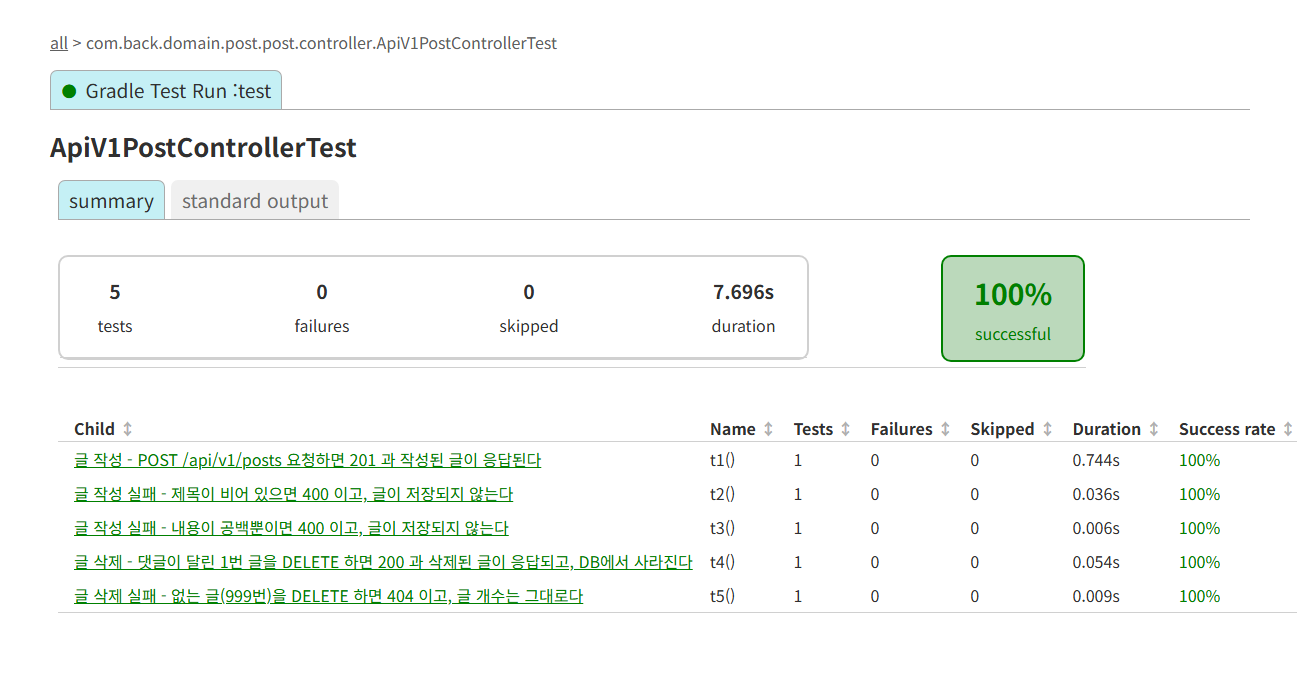 all > com.back.domain.post.post.controller.ApiV1PostControllerTest
Gradle Test Run :test
ApiV1PostControllerTest
summary standard output
5 0 0 7.696s 100%
tests failures skipped duration successful
Child Name Tests Failures Skipped Duration Success rate
글 작성 - POST /api/v1/posts 요청하면 201 과 작성된 글이 응답된다 t1() 1 0 0 0.744s 100%
글 작성 실패 - 제목이 비어 있으면 400 이고, 글이 저장되지 않는다 t2() 1 0 0 0.036s 100%
글 작성 실패 - 내용이 공백뿐이면 400 이고, 글이 저장되지 않는다 t3() 1 0 0 0.006s 100%
글 삭제 - 댓글이 달린 1번 글을 DELETE 하면 200 과 삭제된 글이 응답되고, DB에서 사라진다 t4() 1 0 0 0.054s 100%
글 삭제 실패 - 없는 글(999번)을 DELETE 하면 404 이고, 글 개수는 그대로다 t5() 1 0 0 0.009s 100%